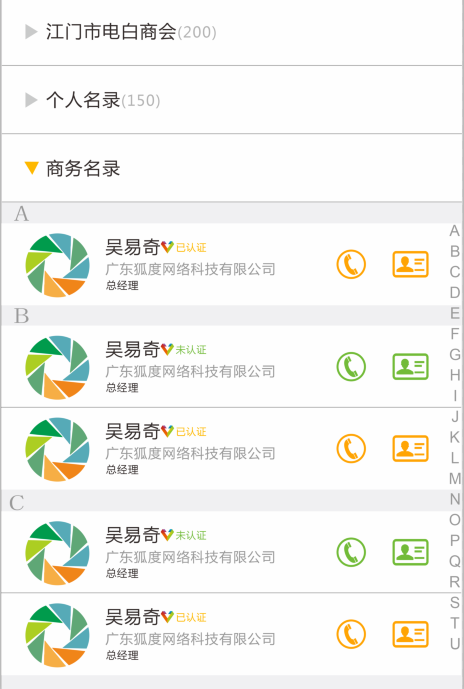 江门市电白商会(200)
个人名录(150)
商务名录
A
吴易奇 已认证
广东狐度网络科技有限公司
总经理
B
吴易奇 未认证
广东狐度网络科技有限公司
总经理
吴易奇 已认证
广东狐度网络科技有限公司
总经理
C
吴易奇 未认证
广东狐度网络科技有限公司
总经理
吴易奇 已认证
广东狐度网络科技有限公司
总经理
A
B
C
D
E
F
G
H
I
J
K
L
M
N
O
P
Q
R
S
T
U